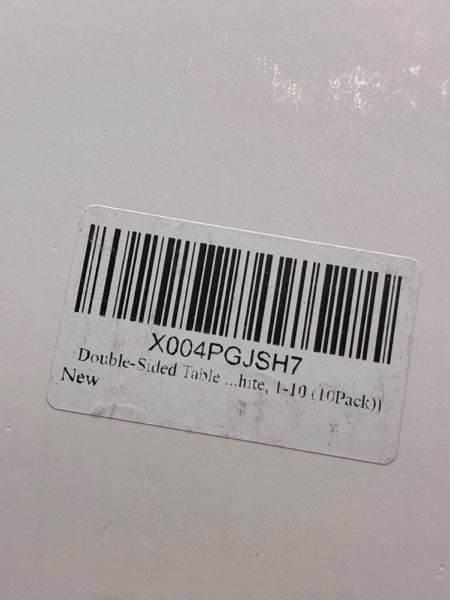 X004PGJSH7
Double-Sided Table ...hite, 1-10 (10Pack))
New